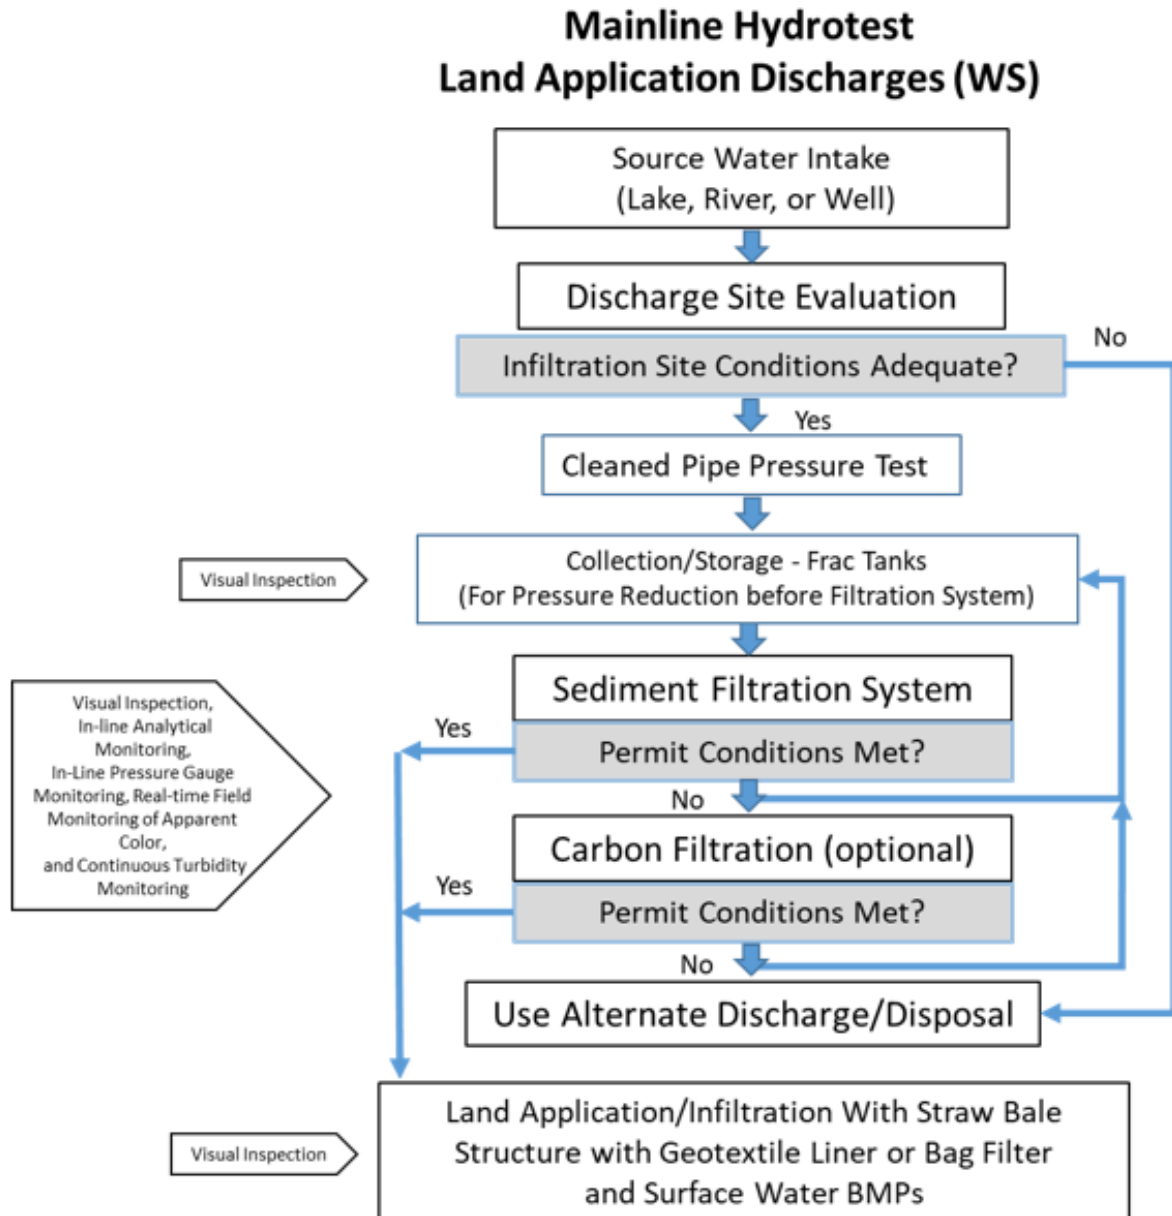 Mainline Hydrotest
Land Application Discharges (WS)
Source Water Intake
(Lake, River, or Well)
Discharge Site Evaluation
No
Infiltration Site Conditions Adequate?
Yes
Cleaned Pipe Pressure Test
Visual Inspection
Collection/Storage - Frac Tanks
(For Pressure Reduction before Filtration System)
Visual Inspection,
In-line Analytical
Monitoring,
In-Line Pressure Gauge
Monitoring, Real-time Field
Monitoring of Apparent
Color,
and Continuous Turbidity
Monitoring
Sediment Filtration System
Yes
Permit Conditions Met?
No
Carbon Filtration (optional)
Yes
Permit Conditions Met?
No
Use Alternate Discharge/Disposal
Visual Inspection
Land Application/Infiltration With Straw Bale
Structure with Geotextile Liner or Bag Filter
and Surface Water BMPs